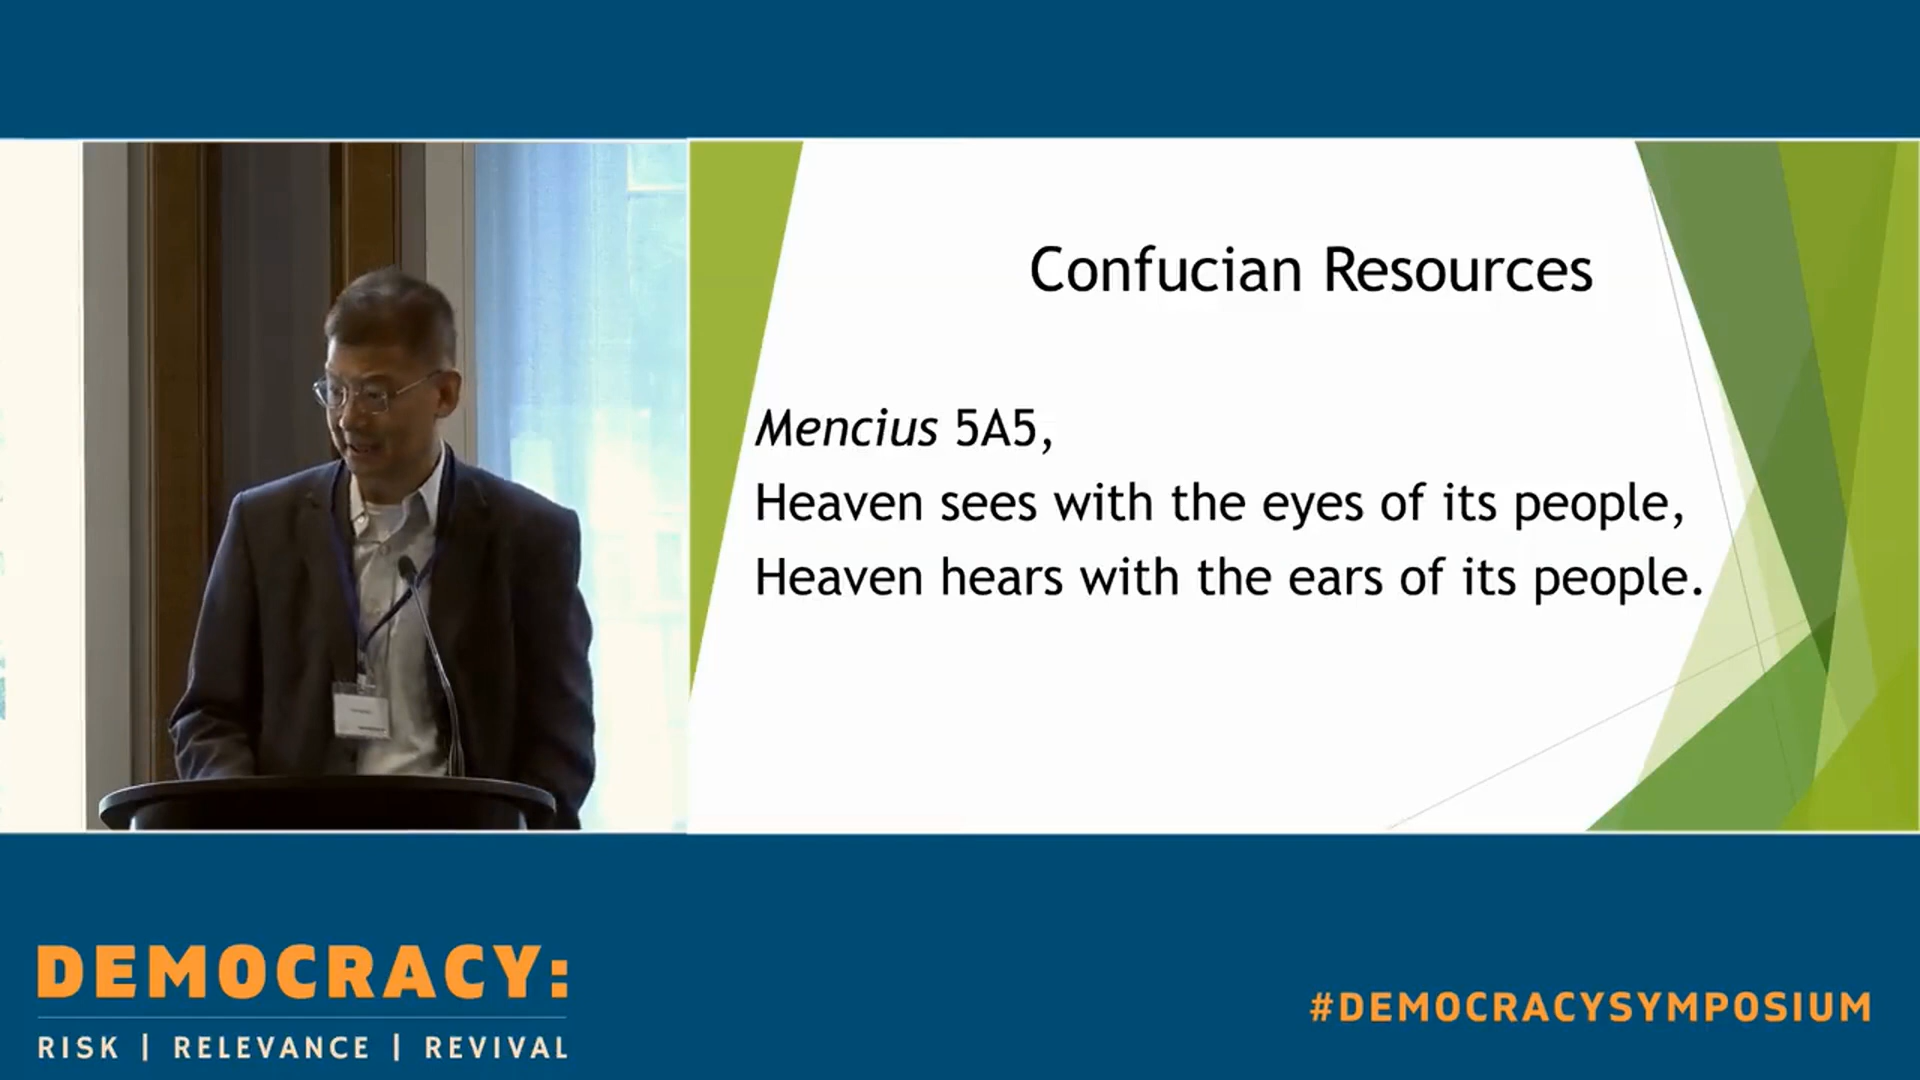 Confucian Resources
Mencius 5A5,
Heaven sees with the eyes of its people,
Heaven hears with the ears of its people.
DEMOCRACY:
RISK | RELEVANCE | REVIVAL
#DEMOCRACYSYMPOSIUM